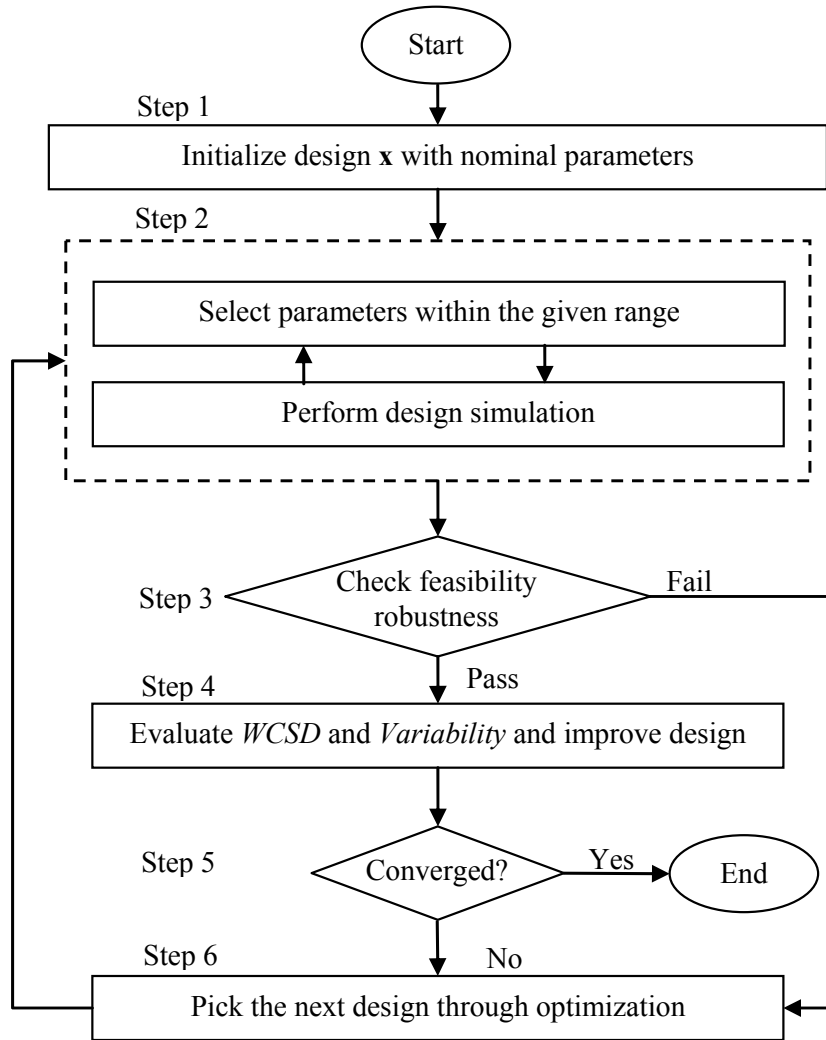 Start
Step 1
Initialize design x with nominal parameters
Step 2
Select parameters within the given range
Perform design simulation
Step 3
Check feasibility
robustness
Fail
Pass
Step 4
Evaluate WCSD and Variability and improve design
Step 5
Converged?
Yes
End
No
Step 6
Pick the next design through optimization